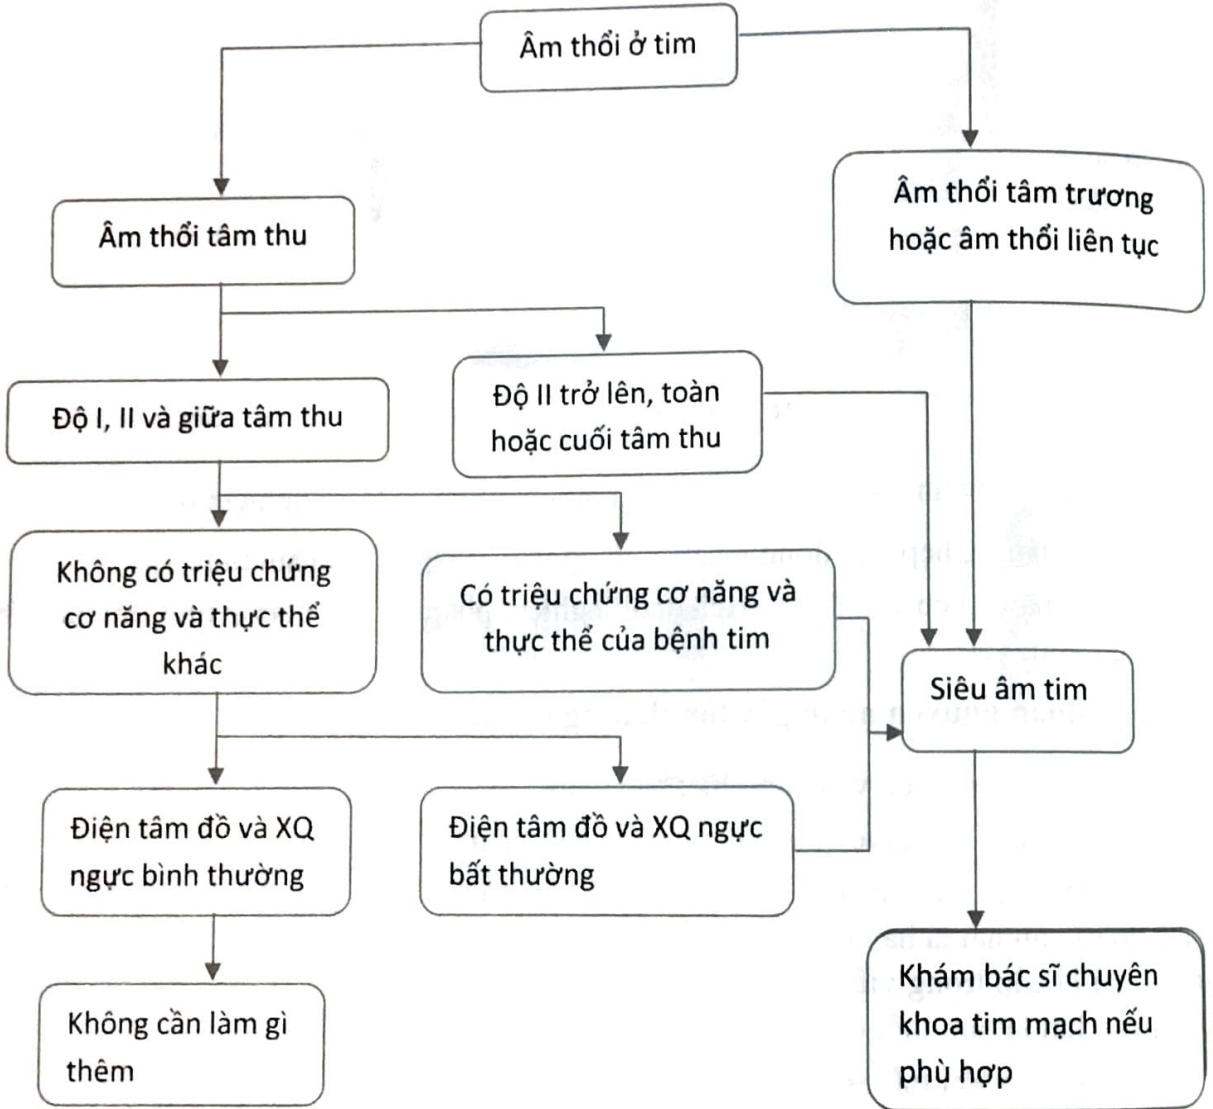 Âm thổi ở tim
Âm thổi tâm thu
Âm thổi tâm trương
hoặc âm thổi liên tục
Độ I, II và giữa tâm thu
Độ II trở lên, toàn
hoặc cuối tâm thu
Không có triệu chứng
cơ năng và thực thể
khác
Có triệu chứng cơ năng và
thực thể của bệnh tim
Siêu âm tim
Điện tâm đồ và XQ
ngực bình thường
Điện tâm đồ và XQ ngực
bất thường
Không cần làm gì
thêm
Khám bác sĩ chuyên
khoa tim mạch nếu
phù hợp